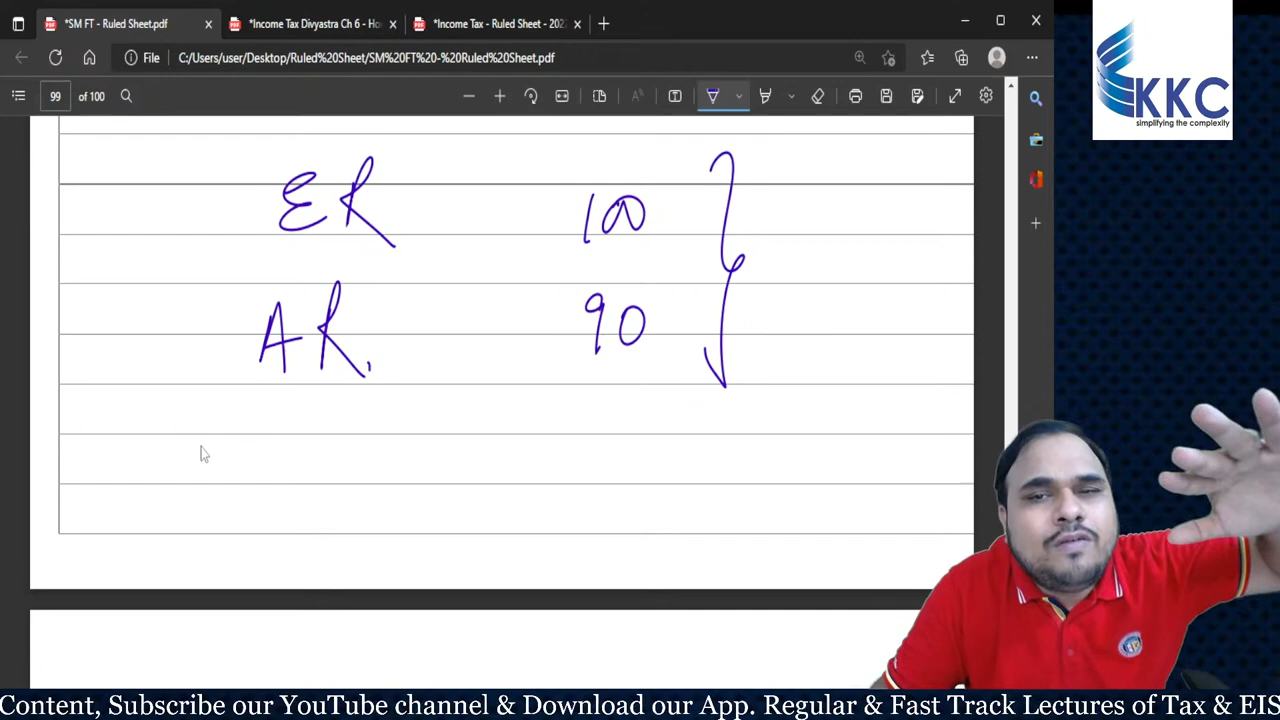 *SM FT - Ruled Sheet.pdf
*Income Tax Divyastra Ch 6 - Ho
*Income Tax - Ruled Sheet - 202
File
C:/Users/user/Desktop/Ruled%20Sheet/SM%20FT%20-%20Ruled%20Sheet.pdf
99 of 100
KKC
simplifying the complexity
ER 100
AR. 90
Content, Subscribe our YouTube channel & Download our App. Regular & Fast Track Lectures of Tax & EIS